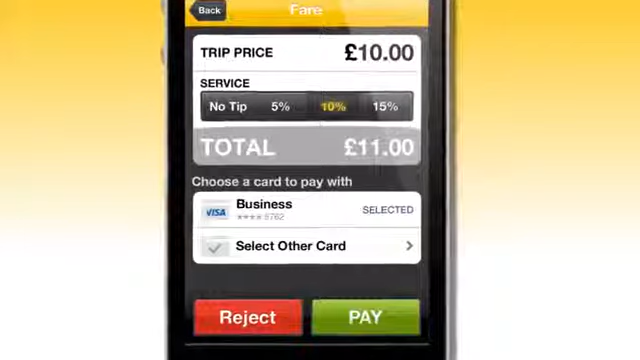 Back
Fare
TRIP PRICE £10.00
SERVICE
No Tip 5% 10% 15%
TOTAL £11.00
Choose a card to pay with
VISA Business
**** 5762 SELECTED
Select Other Card >
Reject PAY